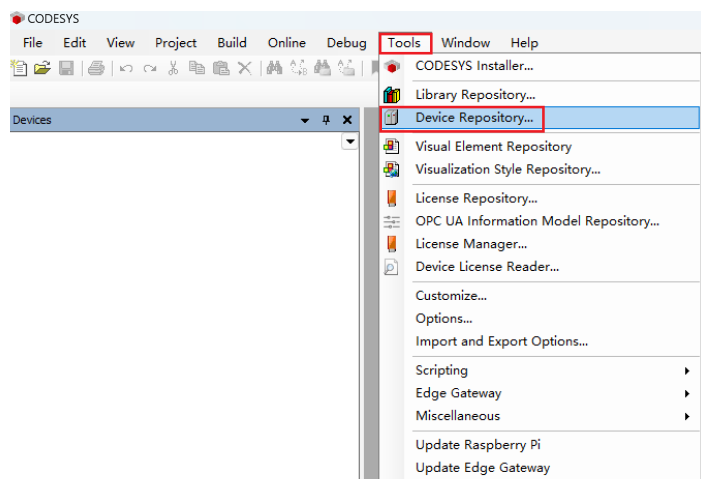 CODESYS
File Edit View Project Build Online Debug Tools Window Help
CODESYS Installer...
Library Repository...
Devices
Device Repository...
Visual Element Repository
Visualization Style Repository...
License Repository...
OPC UA Information Model Repository...
License Manager...
Device License Reader...
Customize...
Options...
Import and Export Options...
Scripting
Edge Gateway
Miscellaneous
Update Raspberry Pi
Update Edge Gateway